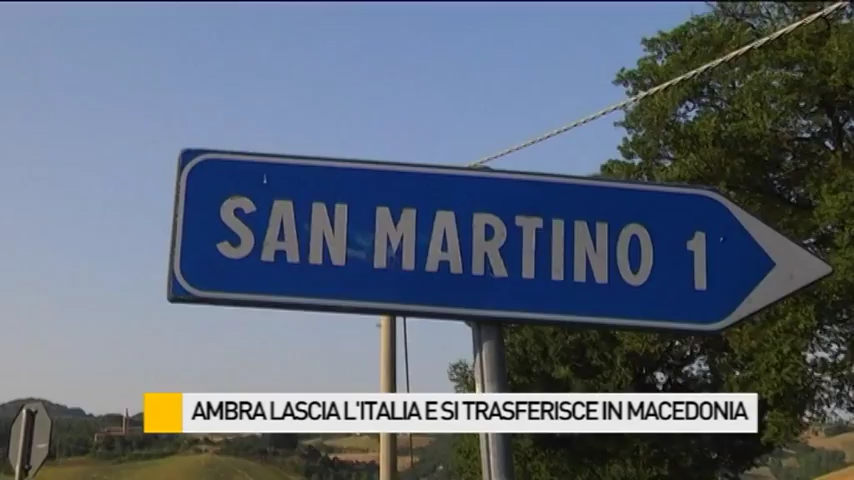 SAN MARTINO 1
AMBRA LASCIA L'ITALIA E SI TRASFERISCE IN MACEDONIA